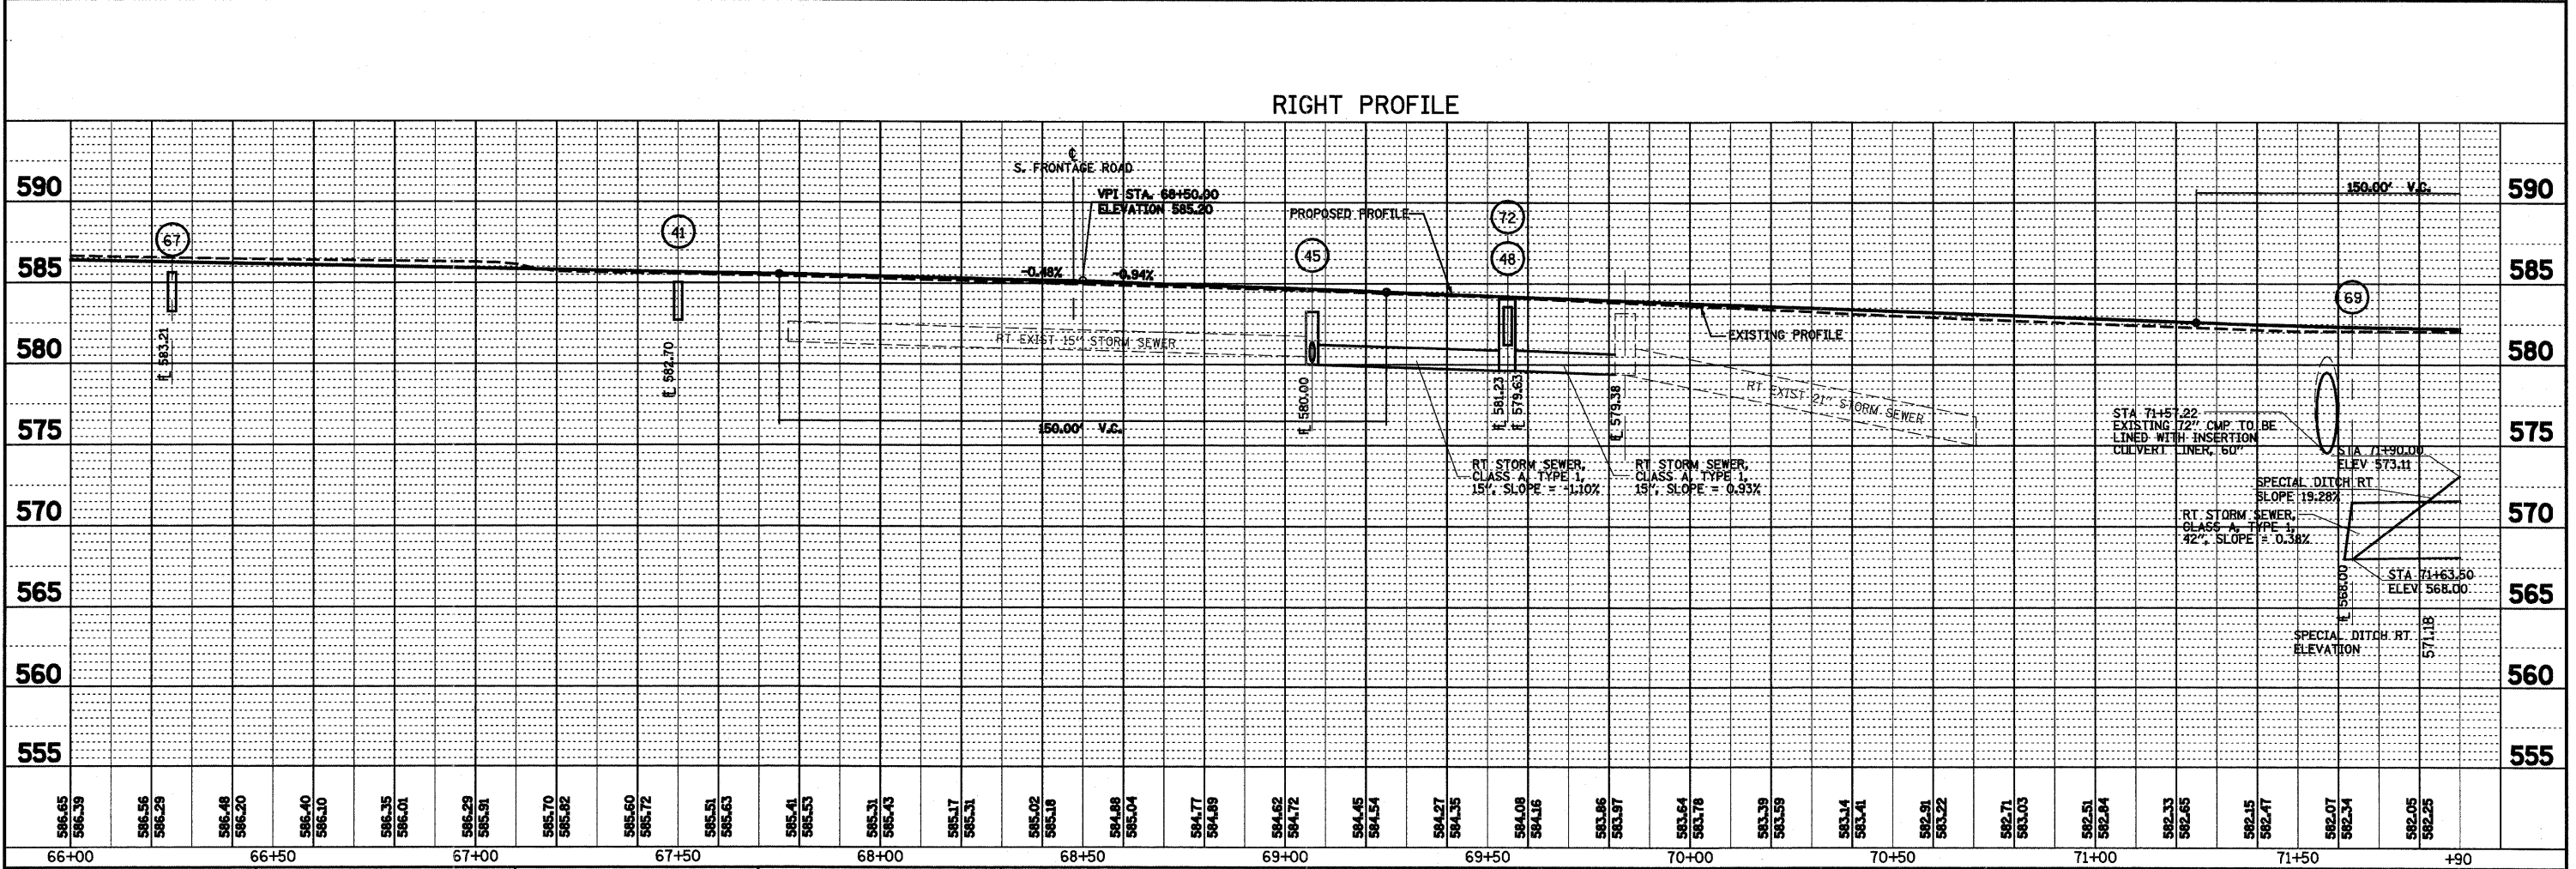 RIGHT PROFILE
590
585
580
575
570
565
560
555
590
585
580
575
570
565
560
555
67
℄ 583.21
41
℄ 582.70
℄
S. FRONTAGE ROAD
VPI STA. 68+50.00
ELEVATION 585.20
-0.48%
-0.94%
RT EXIST 15" STORM SEWER
150.00' V.C.
PROPOSED PROFILE
45
72
48
580.00
581.23
579.63
579.38
EXISTING PROFILE
RT EXIST 21" STORM SEWER
RT STORM SEWER,
CLASS A, TYPE 1,
15", SLOPE = -1.10%
RT STORM SEWER,
CLASS A, TYPE 1,
15", SLOPE = 0.93%
150.00' V.C.
69
STA 71+57.22
EXISTING 72" CMP TO BE
LINED WITH INSERTION
CULVERT LINER, 60"
STA 71+90.00
ELEV 573.11
SPECIAL DITCH RT
SLOPE 19.28%
RT STORM SEWER,
CLASS A, TYPE 1,
42", SLOPE = 0.38%
568.00
STA 71+63.50
ELEV 568.00
SPECIAL DITCH RT
ELEVATION
571.18
586.65
586.39
586.56
586.29
586.48
586.20
586.40
586.10
586.35
586.01
586.29
585.91
585.70
585.82
585.60
585.72
585.51
585.63
585.41
585.53
585.31
585.43
585.17
585.31
585.02
585.18
584.88
585.04
584.77
584.89
584.62
584.72
584.45
584.54
584.27
584.35
584.08
584.16
583.86
583.97
583.64
583.78
583.39
583.59
583.14
583.41
582.91
583.22
582.71
583.03
582.51
582.84
582.33
582.65
582.15
582.47
582.07
582.34
582.05
582.25
66+00 66+50 67+00 67+50 68+00 68+50 69+00 69+50 70+00 70+50 71+00 71+50 +90